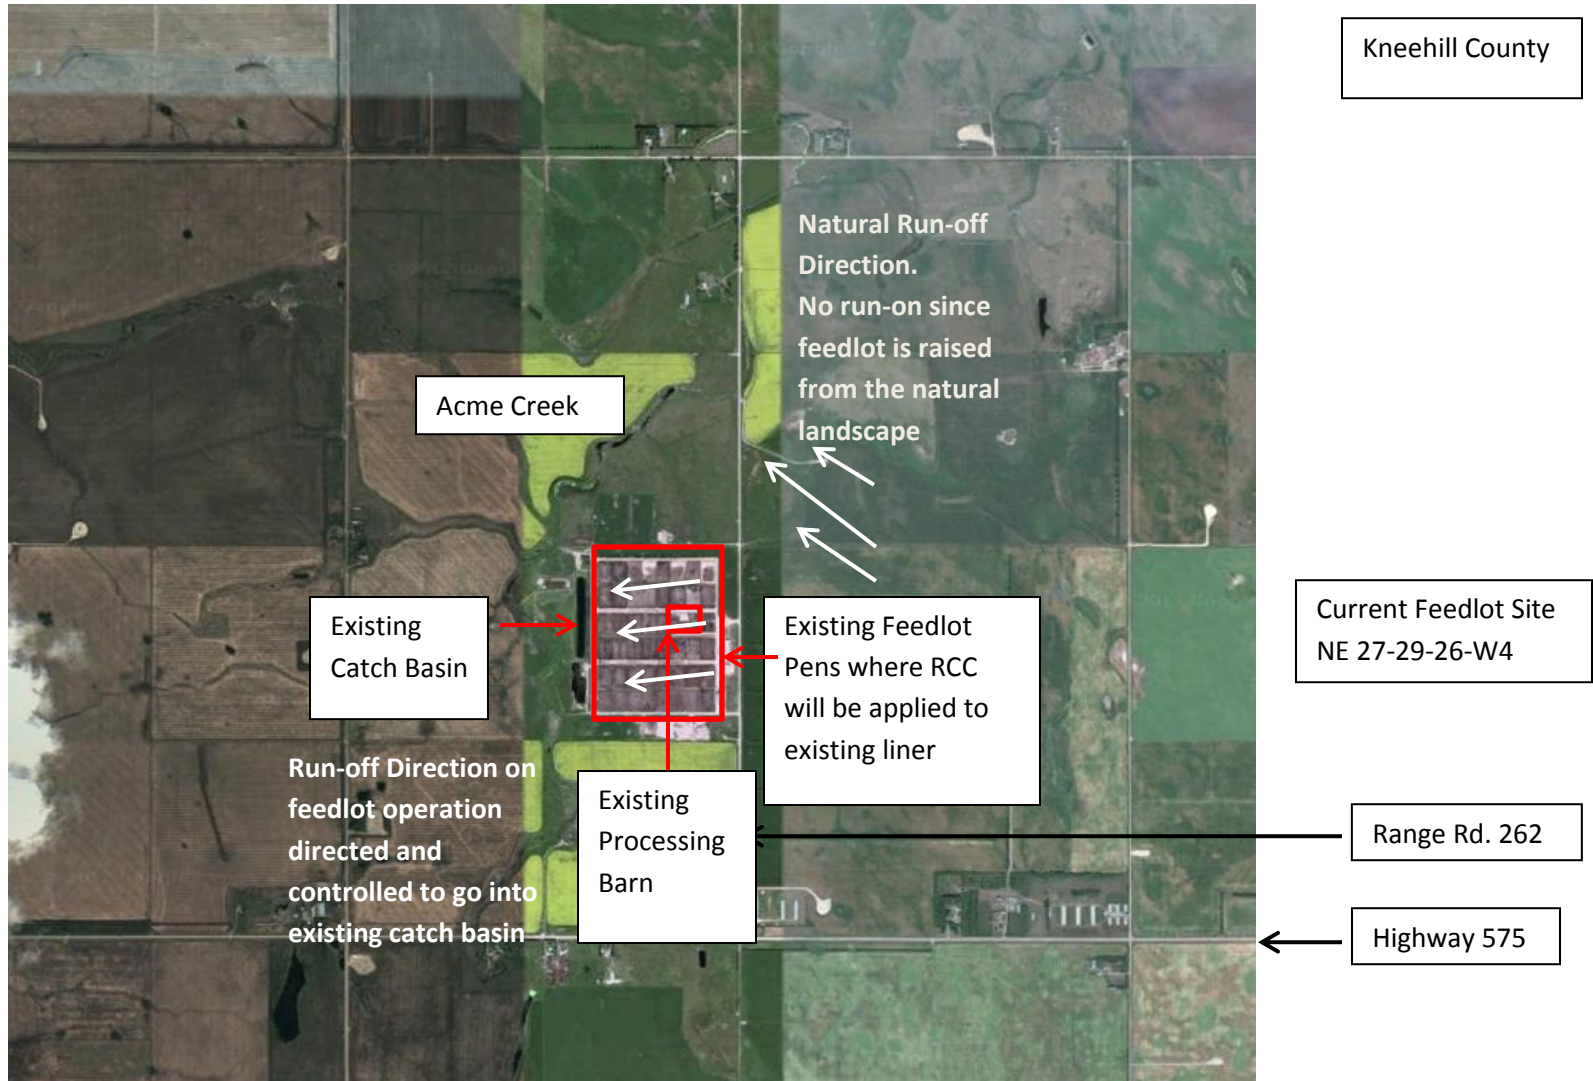 Kneehill County
Natural Run-off
Direction.
No run-on since
feedlot is raised
from the natural
landscape
Acme Creek
Existing
Catch Basin
Existing Feedlot
Pens where RCC
will be applied to
existing liner
Current Feedlot Site
NE 27-29-26-W4
Run-off Direction on
feedlot operation
directed and
controlled to go into
existing catch basin
Existing
Processing
Barn
Range Rd. 262
Highway 575